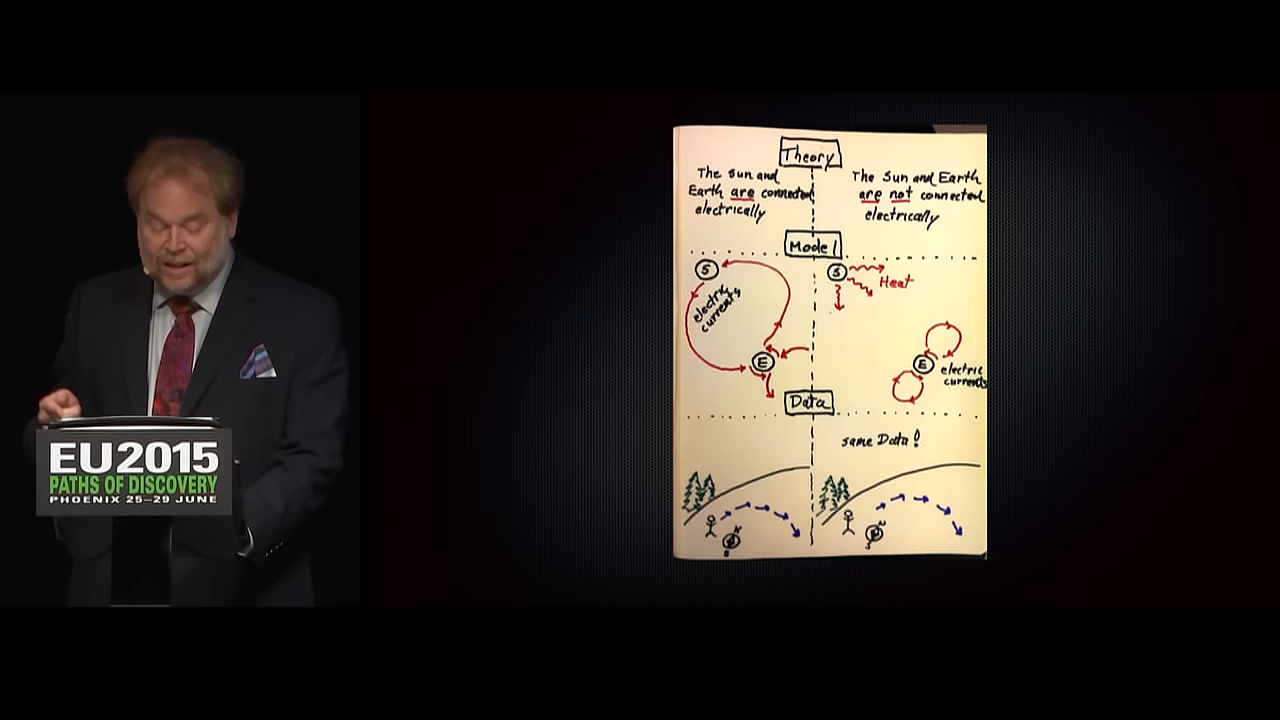 EU2015
PATHS OF DISCOVERY
PHOENIX 25–29 JUNE
Theory
The sun and
Earth are connected
electrically
The Sun and Earth
are not connected
electrically
Model
S
electric
currents
E
S
Heat
E
electric
currents
Data
same Data!
N
S
N
S